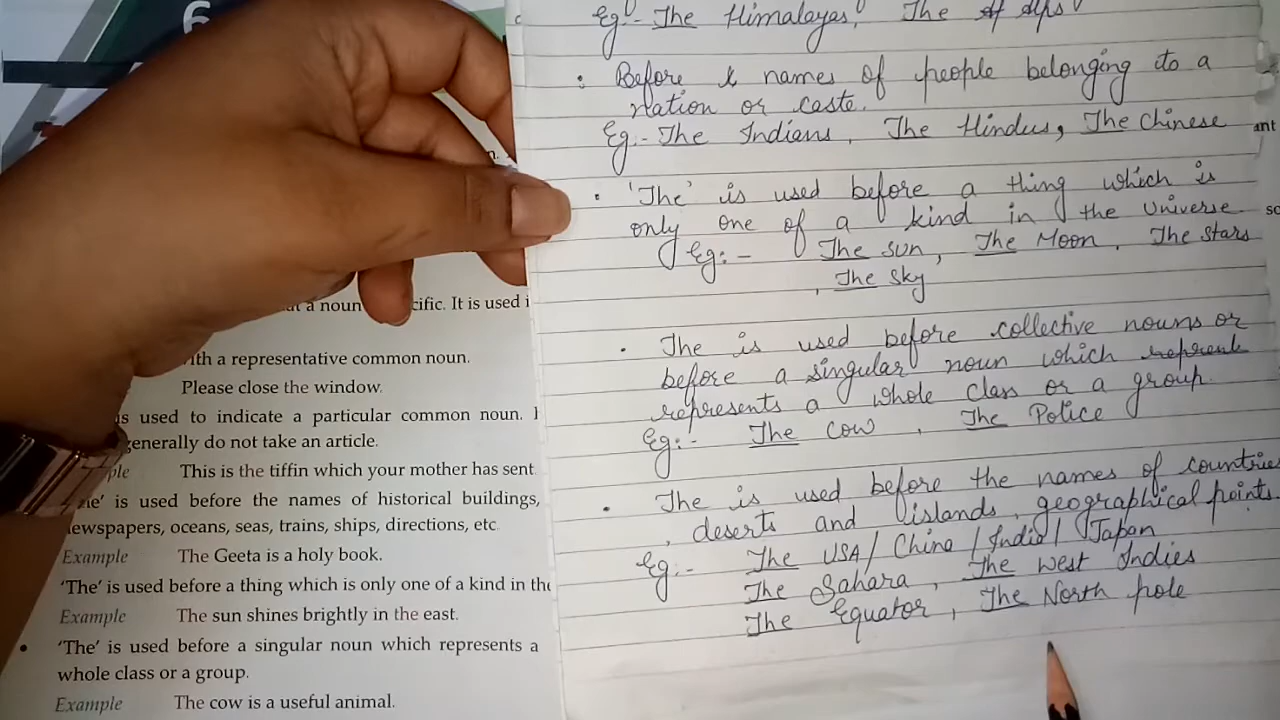 6
Eg:- The Himalayas, The Alps
• Before names of people belonging to a
nation or caste.
Eg:- The Indians, The Hindus, The Chinese
• 'The' is used before a thing which is
only one of a kind in the universe
Eg:- The sun, The Moon, The stars
, The sky
• The is used before collective nouns or
before a singular noun which
represents a whole class or a group.
Eg:- The cow, The Police
• The is used before the names of countries
, deserts and islands, geographical points.
Eg:- The USA/ China / India / Japan
The Sahara, The west Indies
The Equator, The North pole
n.
ant
so
a noun cific. It is used i
ith a representative common noun.
Please close the window.
is used to indicate a particular common noun.
generally do not take an article.
ple This is the tiffin which your mother has sent
he' is used before the names of historical buildings,
ewspapers, oceans, seas, trains, ships, directions, etc
Example The Geeta is a holy book.
'The' is used before a thing which is only one of a kind in the
Example The sun shines brightly in the east.
• 'The' is used before a singular noun which represents a
whole class or a group.
Example The cow is a useful animal.